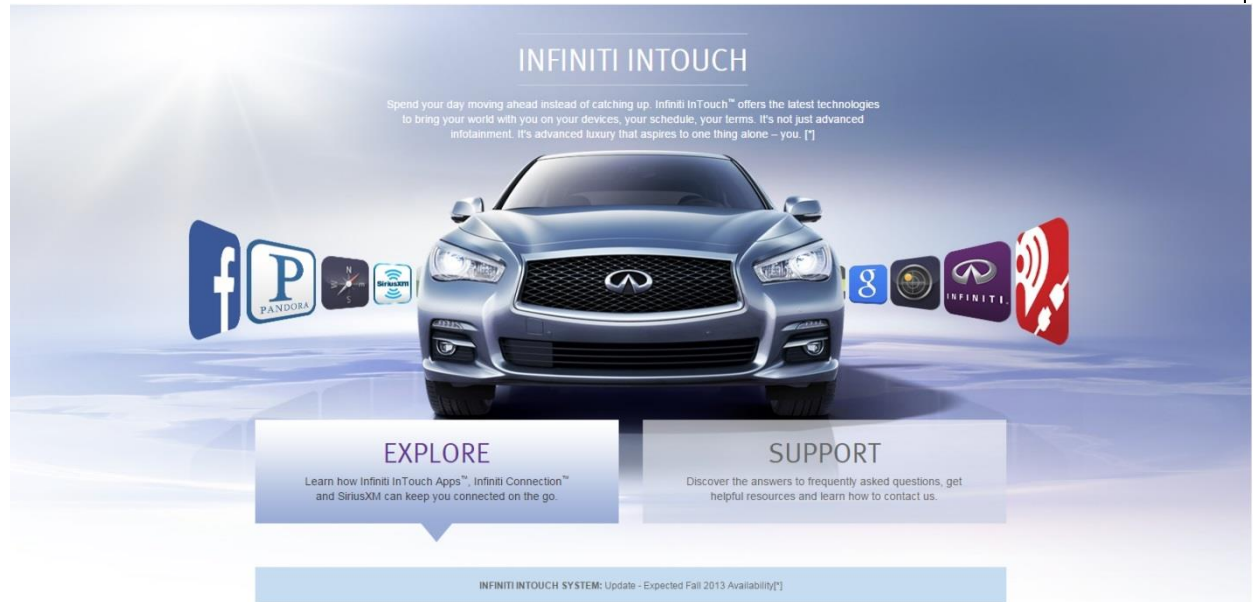 INFINITI INTOUCH
Spend your day moving ahead instead of catching up. Infiniti InTouch™ offers the latest technologies
to bring your world with you on your devices, your schedule, your terms. It's not just advanced
infotainment. It's advanced luxury that aspires to one thing alone – you. [*]
f
P
PANDORA
N
S
SiriusXM
g
INFINITI.
EXPLORE
Learn how Infiniti InTouch Apps™, Infiniti Connection™
and SiriusXM can keep you connected on the go.
SUPPORT
Discover the answers to frequently asked questions, get
helpful resources and learn how to contact us.
INFINITI INTOUCH SYSTEM: Update - Expected Fall 2013 Availability[*]